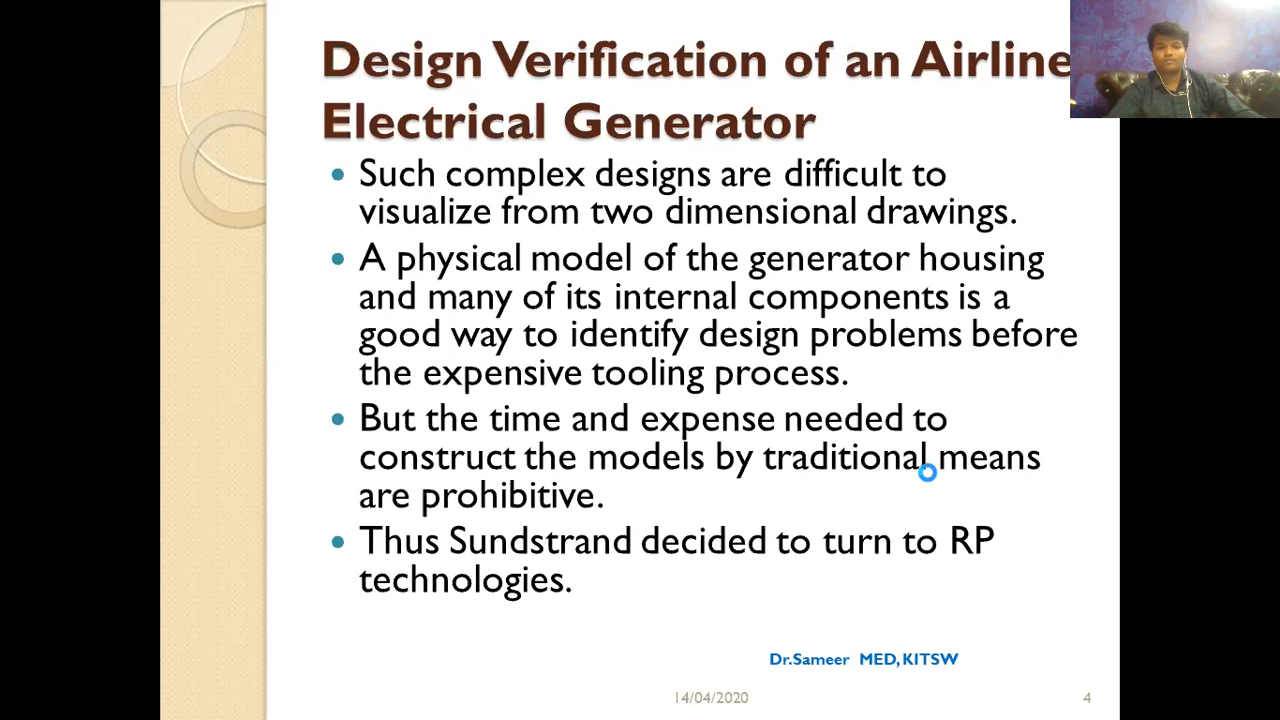 Design Verification of an Airline
Electrical Generator
• Such complex designs are difficult to
visualize from two dimensional drawings.
• A physical model of the generator housing
and many of its internal components is a
good way to identify design problems before
the expensive tooling process.
• But the time and expense needed to
construct the models by traditional means
are prohibitive.
• Thus Sundstrand decided to turn to RP
technologies.
Dr.Sameer MED, KITSW
14/04/2020
4